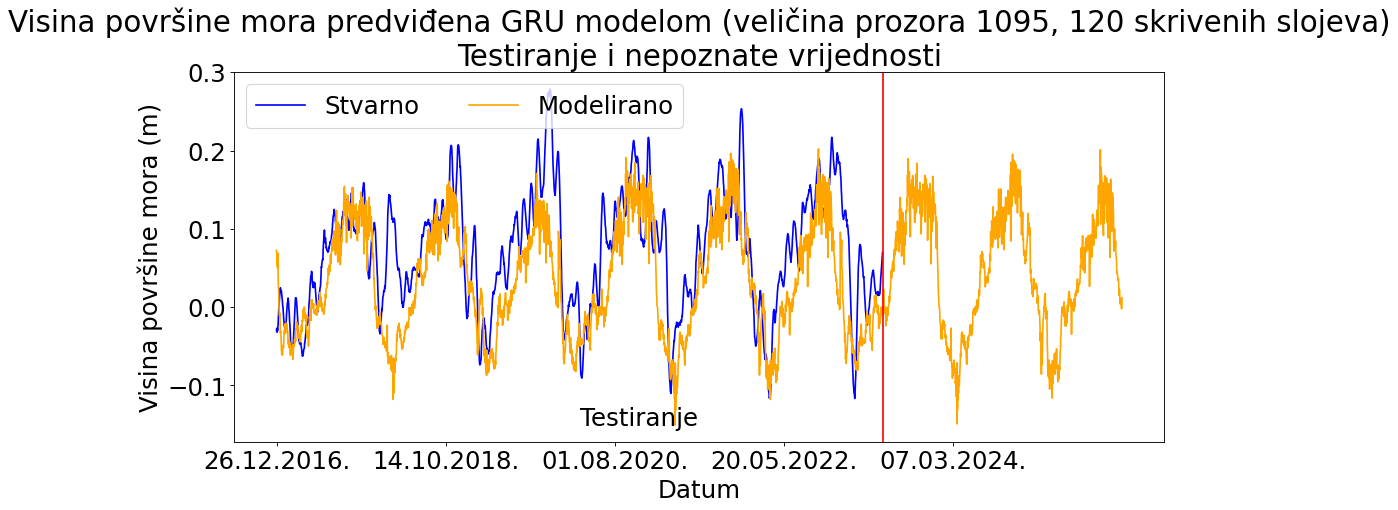 Visina površine mora predviđena GRU modelom (veličina prozora 1095, 120 skrivenih slojeva)
Testiranje i nepoznate vrijednosti
Stvarno
Modelirano
Visina površine mora (m)
0.3
0.2
0.1
0.0
−0.1
Testiranje
26.12.2016.
14.10.2018.
01.08.2020.
20.05.2022.
07.03.2024.
Datum